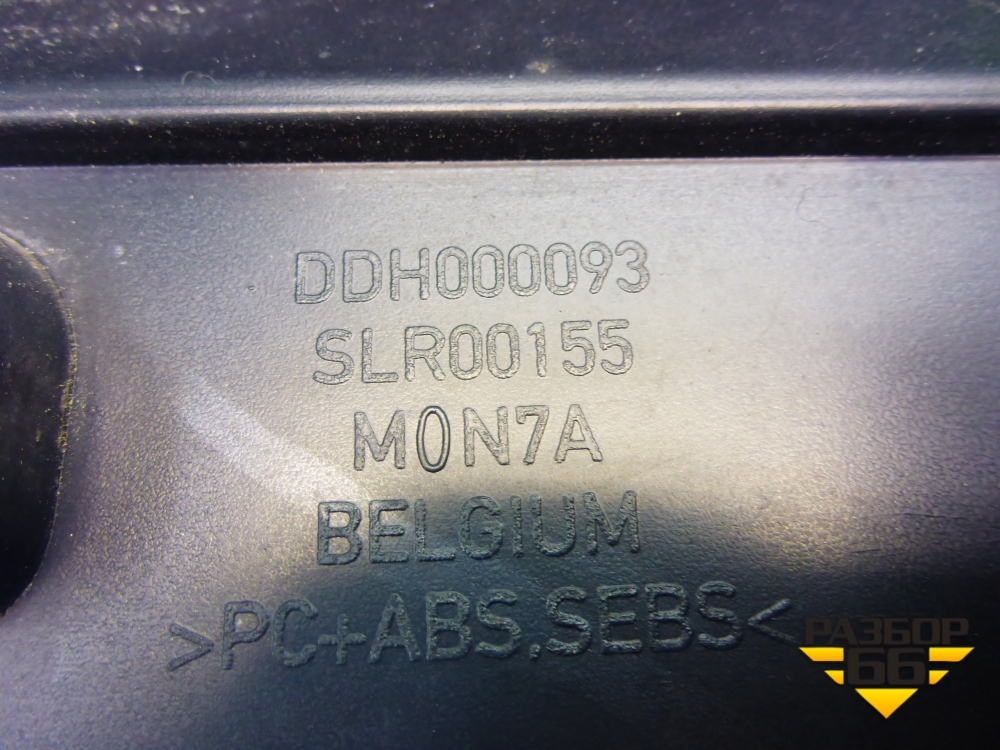 DDH000093
SLR00155
M0N7A
BELGIUM
>PC+ABS,SEBS<
РАЗБОР
66